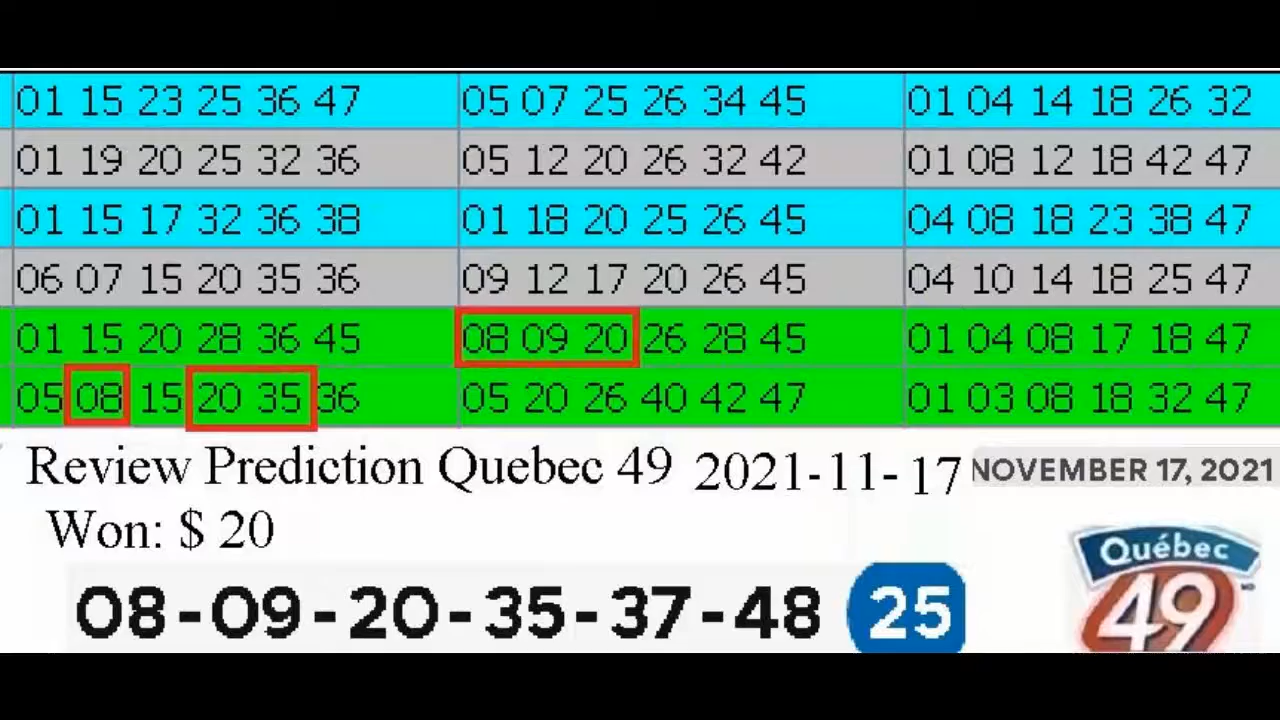 01 15 23 25 36 47 05 07 25 26 34 45 01 04 14 18 26 32
01 19 20 25 32 36 05 12 20 26 32 42 01 08 12 18 42 47
01 15 17 32 36 38 01 18 20 25 26 45 04 08 18 23 38 47
06 07 15 20 35 36 09 12 17 20 26 45 04 10 14 18 25 47
01 15 20 28 36 45 08 09 20 26 28 45 01 04 08 17 18 47
05 08 15 20 35 36 05 20 26 40 42 47 01 03 08 18 32 47
Review Prediction Quebec 49 2021-11-17 NOVEMBER 17, 2021
Won: $ 20
Québec
49
08-09-20-35-37-48 25